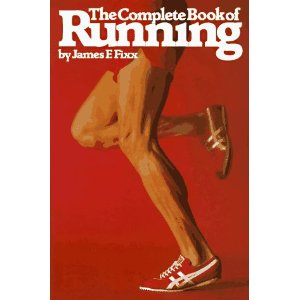 The Complete Book of
Running
by James F. Fixx